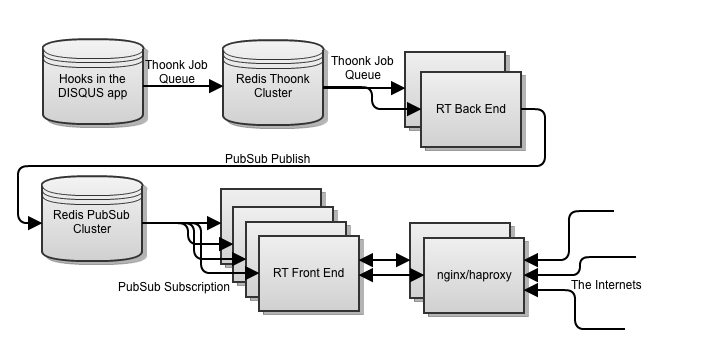 Hooks in the
DISQUS app
Thoonk Job
Queue
Redis Thoonk
Cluster
Thoonk Job
Queue
RT Back End
PubSub Publish
Redis PubSub
Cluster
PubSub Subscription
RT Front End
nginx/haproxy
The Internets